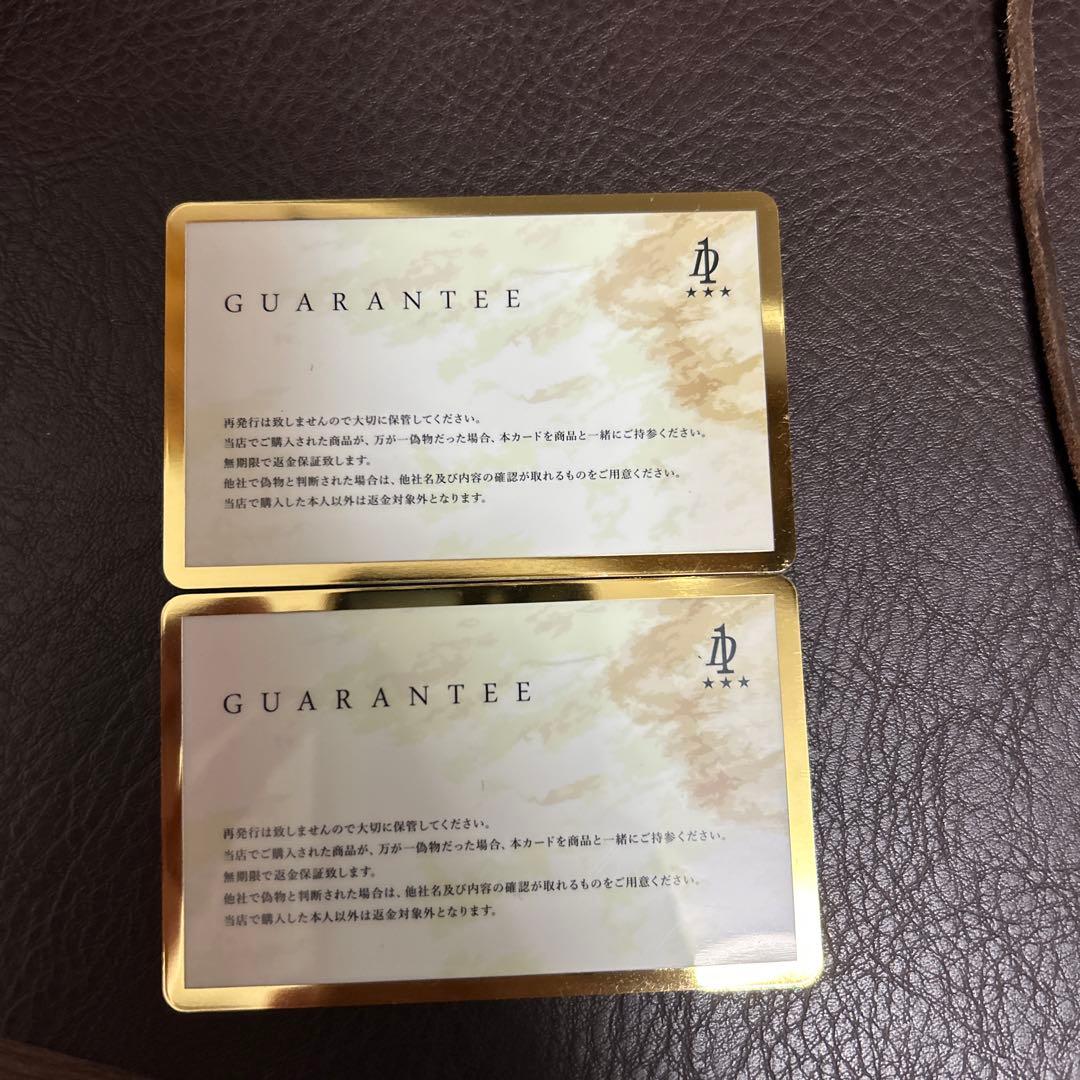 GUARANTEE
★★★
再発行は致しませんので大切に保管してください。
当店でご購入された商品が、万が一偽物だった場合、本カードを商品と一緒にご持参ください。
無期限で返金保証致します。
他社で偽物と判断された場合は、他社名及び内容の確認が取れるものをご用意ください。
当店で購入した本人以外は返金対象外となります。
GUARANTEE
★★★
再発行は致しませんので大切に保管してください。
当店でご購入された商品が、万が一偽物だった場合、本カードを商品と一緒にご持参ください。
無期限で返金保証致します。
他社で偽物と判断された場合は、他社名及び内容の確認が取れるものをご用意ください。
当店で購入した本人以外は返金対象外となります。